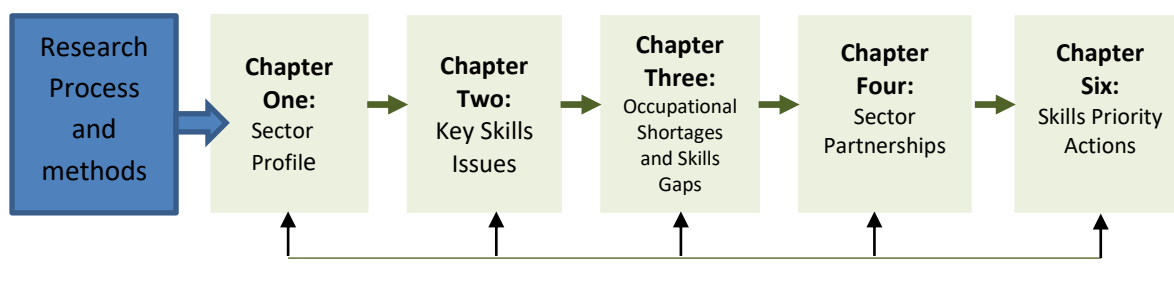 Research
Process
and
methods
Chapter
One:
Sector
Profile
Chapter
Two:
Key Skills
Issues
Chapter
Three:
Occupational
Shortages
and Skills
Gaps
Chapter
Four:
Sector
Partnerships
Chapter
Six:
Skills Priority
Actions